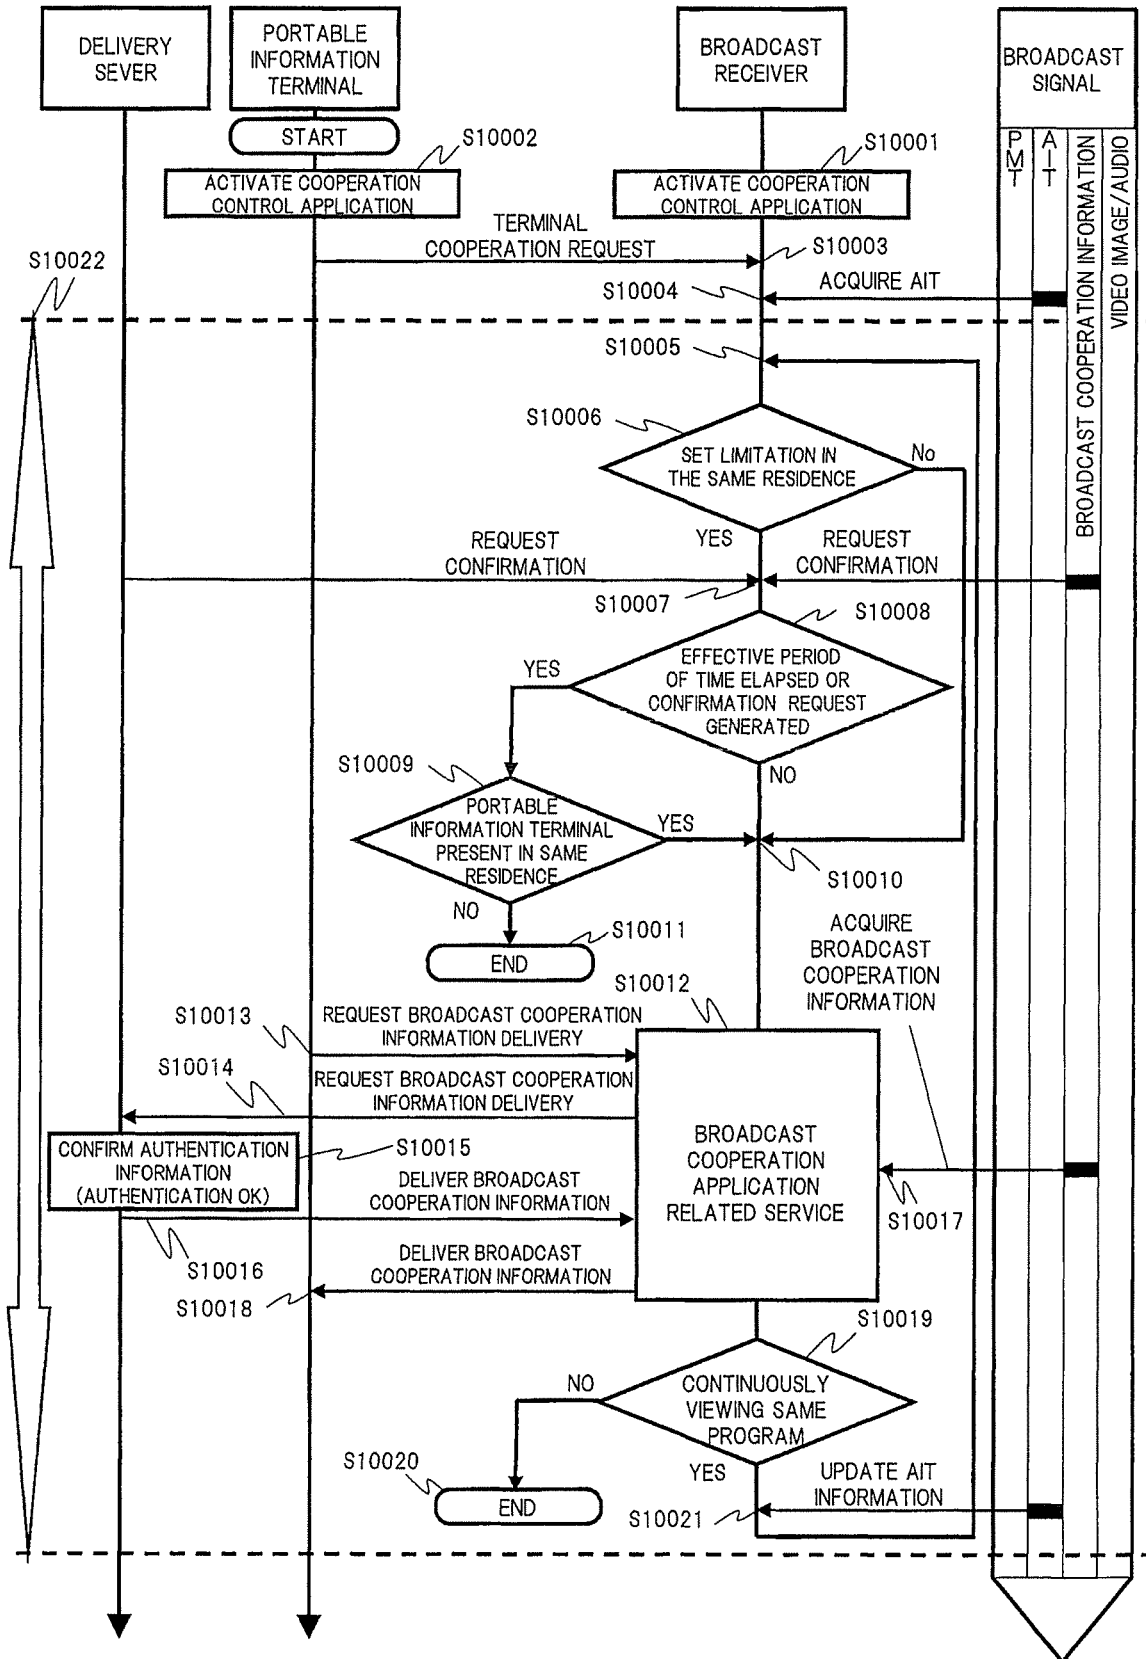 DELIVERY
SEVER
PORTABLE
INFORMATION
TERMINAL
BROADCAST
RECEIVER
BROADCAST
SIGNAL
START
S10002
S10001
PMT
AIT
BROADCAST COOPERATION INFORMATION
VIDEO IMAGE/AUDIO
ACTIVATE COOPERATION
CONTROL APPLICATION
ACTIVATE COOPERATION
CONTROL APPLICATION
TERMINAL
COOPERATION REQUEST
S10003
S10022
S10004
ACQUIRE AIT
S10005
S10006
SET LIMITATION IN
THE SAME RESIDENCE
No
YES
REQUEST
CONFIRMATION
REQUEST
CONFIRMATION
S10007
S10008
YES
EFFECTIVE PERIOD
OF TIME ELAPSED OR
CONFIRMATION REQUEST
GENERATED
NO
S10009
PORTABLE
INFORMATION TERMINAL
PRESENT IN SAME
RESIDENCE
YES
S10010
NO
S10011
END
ACQUIRE
BROADCAST
COOPERATION
INFORMATION
S10012
S10013
REQUEST BROADCAST COOPERATION
INFORMATION DELIVERY
S10014
REQUEST BROADCAST COOPERATION
INFORMATION DELIVERY
CONFIRM AUTHENTICATION
INFORMATION
(AUTHENTICATION OK)
S10015
BROADCAST
COOPERATION
APPLICATION
RELATED SERVICE
DELIVER BROADCAST
COOPERATION INFORMATION
S10017
S10016
DELIVER BROADCAST
COOPERATION INFORMATION
S10018
S10019
NO
CONTINUOUSLY
VIEWING SAME
PROGRAM
S10020
YES
UPDATE AIT
INFORMATION
END
S10021